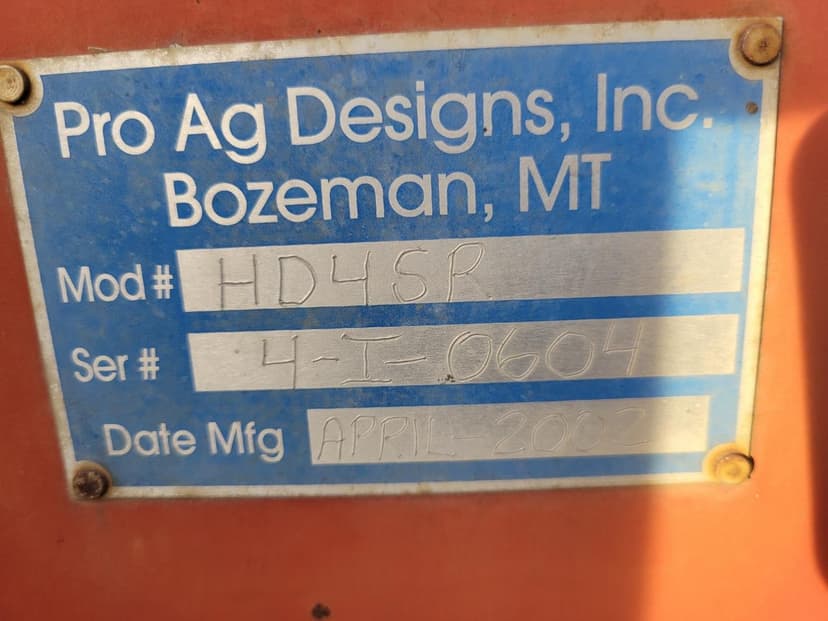 Pro Ag Designs, Inc.
Bozeman, MT
Mod # HD4SR
Ser # 4-I-0604
Date Mfg APRIL-2002